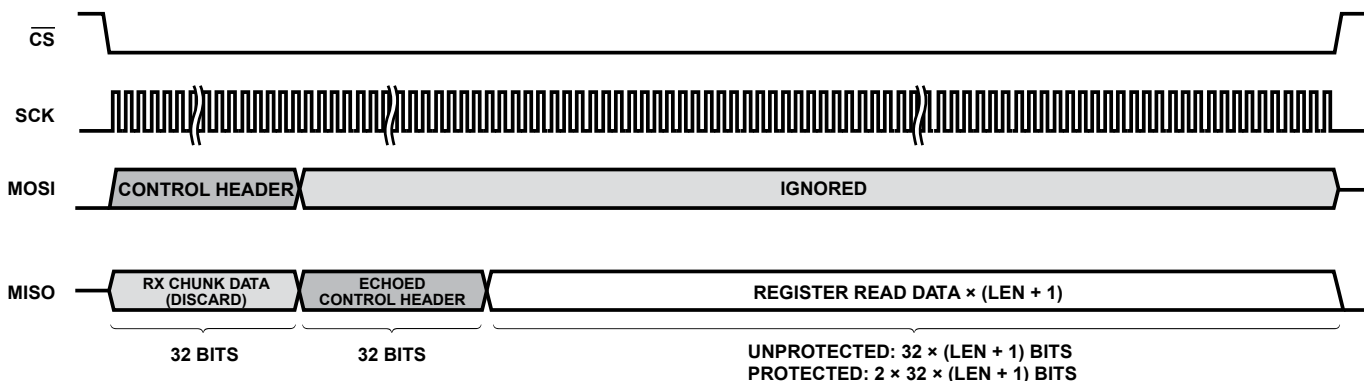 CS
SCK
MOSI
CONTROL HEADER
IGNORED
MISO
RX CHUNK DATA
(DISCARD)
ECHOED
CONTROL HEADER
REGISTER READ DATA × (LEN + 1)
32 BITS
32 BITS
UNPROTECTED: 32 × (LEN + 1) BITS
PROTECTED: 2 × 32 × (LEN + 1) BITS